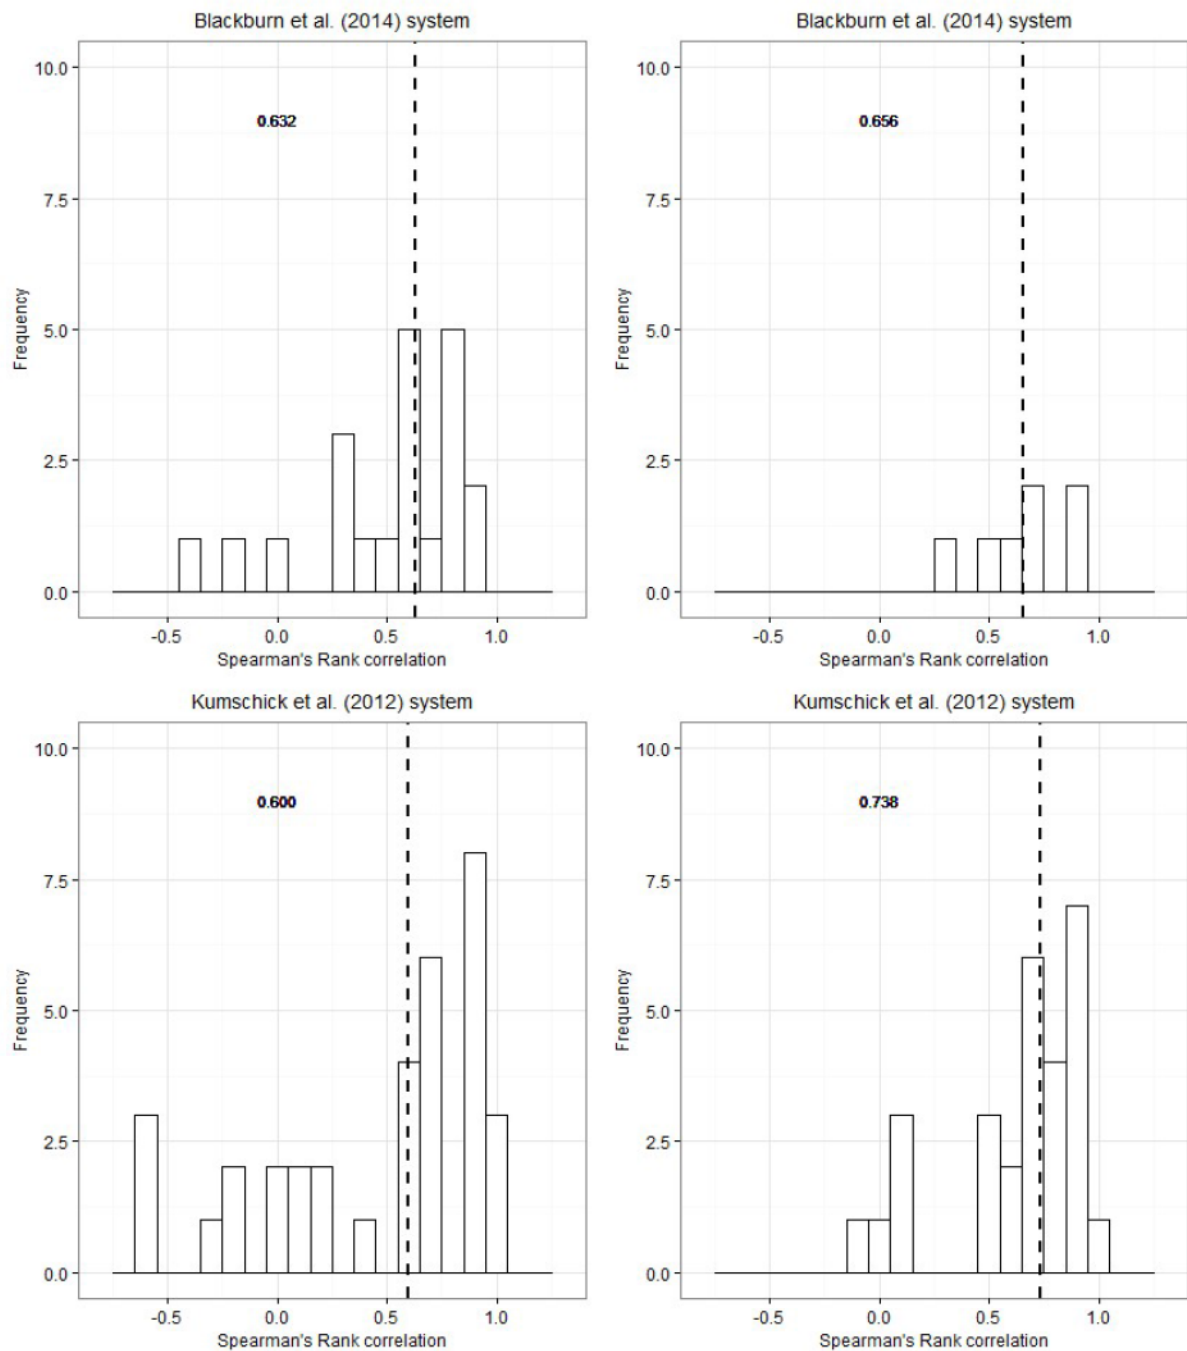 Blackburn et al. (2014) system
10.0
7.5
5.0
2.5
0.0
Frequency
0.632
-0.5 0.0 0.5 1.0
Spearman's Rank correlation
Blackburn et al. (2014) system
10.0
7.5
5.0
2.5
0.0
Frequency
0.656
-0.5 0.0 0.5 1.0
Spearman's Rank correlation
Kumschick et al. (2012) system
10.0
7.5
5.0
2.5
0.0
Frequency
0.600
-0.5 0.0 0.5 1.0
Spearman's Rank correlation
Kumschick et al. (2012) system
10.0
7.5
5.0
2.5
0.0
Frequency
0.738
-0.5 0.0 0.5 1.0
Spearman's Rank correlation